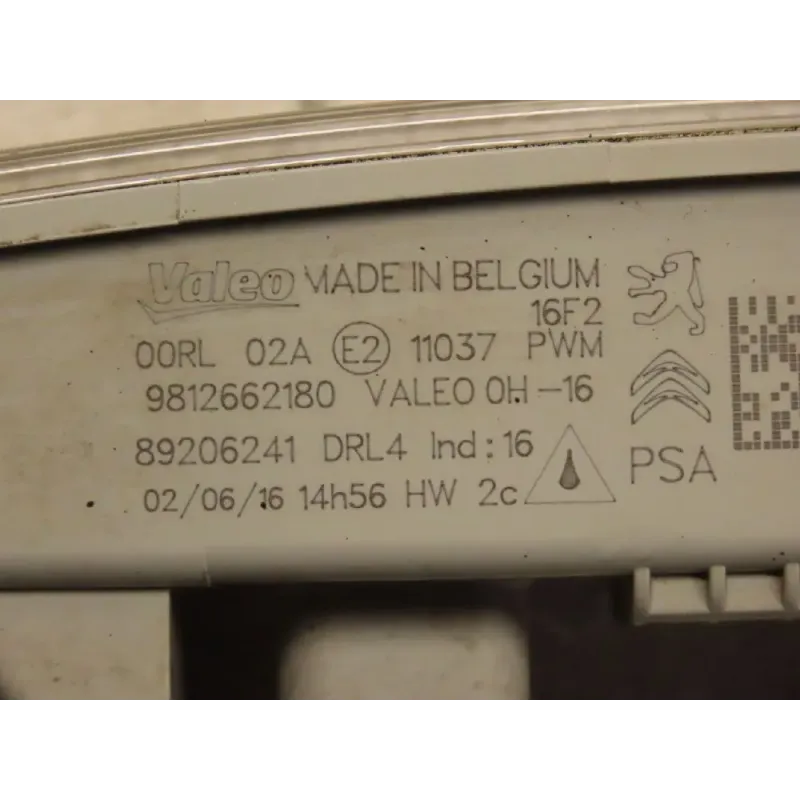 Valeo MADE IN BELGIUM
16F2
00RL 02A E2 11037 PWM
9812662180 VALEO 0H-16
89206241 DRL4 Ind:16
02/06/16 14h56 HW 2c
PSA